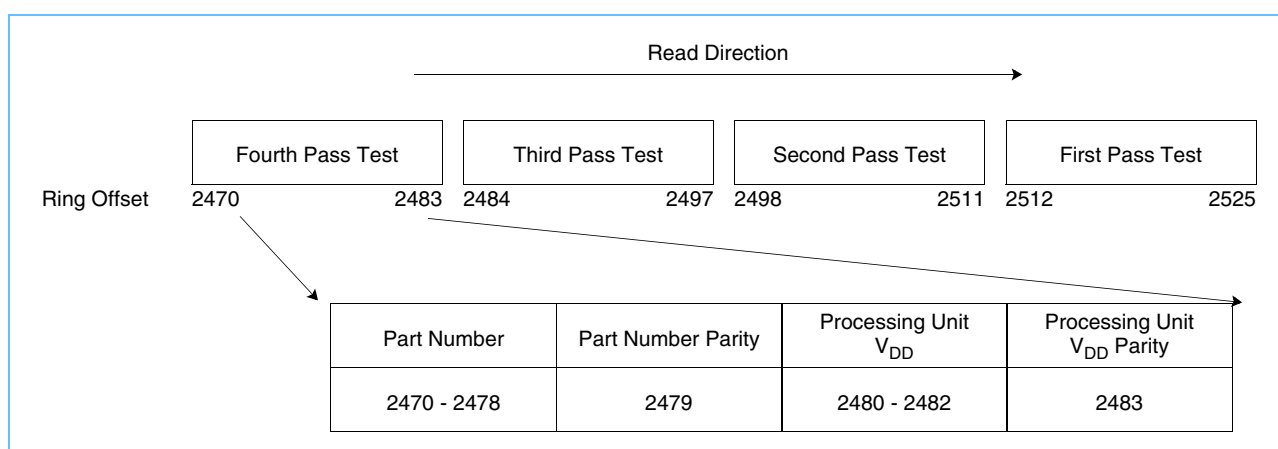 Read Direction
Fourth Pass Test Third Pass Test Second Pass Test First Pass Test
Ring Offset 2470 2483 2484 2497 2498 2511 2512 2525
Part Number Part Number Parity Processing Unit VDD Processing Unit VDD Parity
2470 - 2478 2479 2480 - 2482 2483